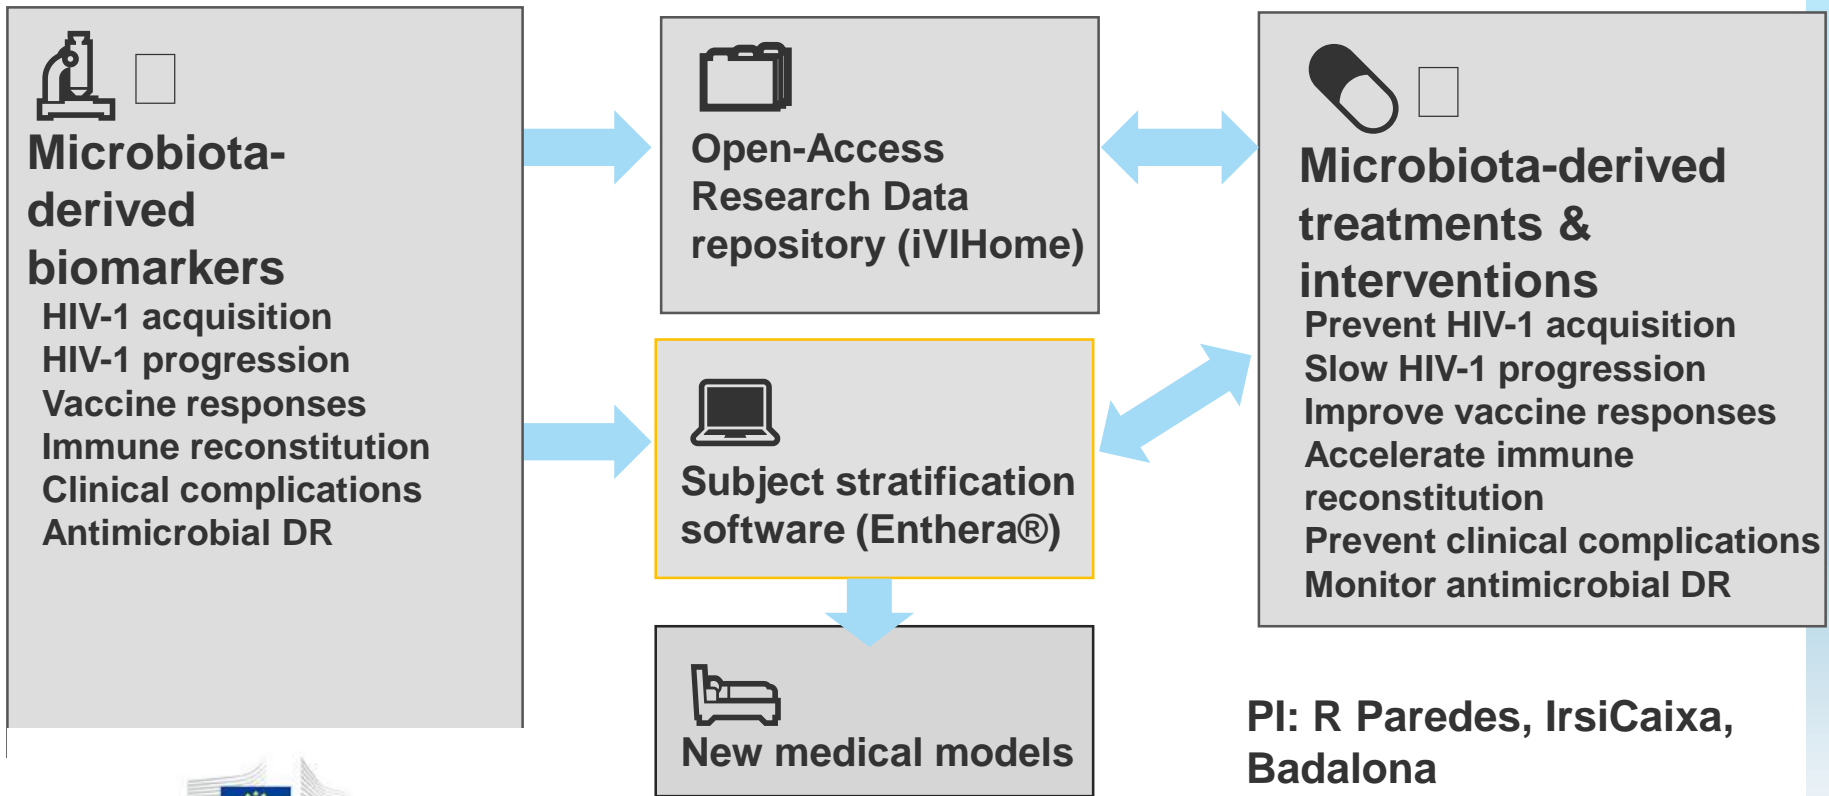 Microbiota-
derived
biomarkers
HIV-1 acquisition
HIV-1 progression
Vaccine responses
Immune reconstitution
Clinical complications
Antimicrobial DR
Open-Access
Research Data
repository (iVIHome)
Subject stratification
software (Enthera®)
New medical models
Microbiota-derived
treatments &
interventions
Prevent HIV-1 acquisition
Slow HIV-1 progression
Improve vaccine responses
Accelerate immune
reconstitution
Prevent clinical complications
Monitor antimicrobial DR
PI: R Paredes, IrsiCaixa,
Badalona